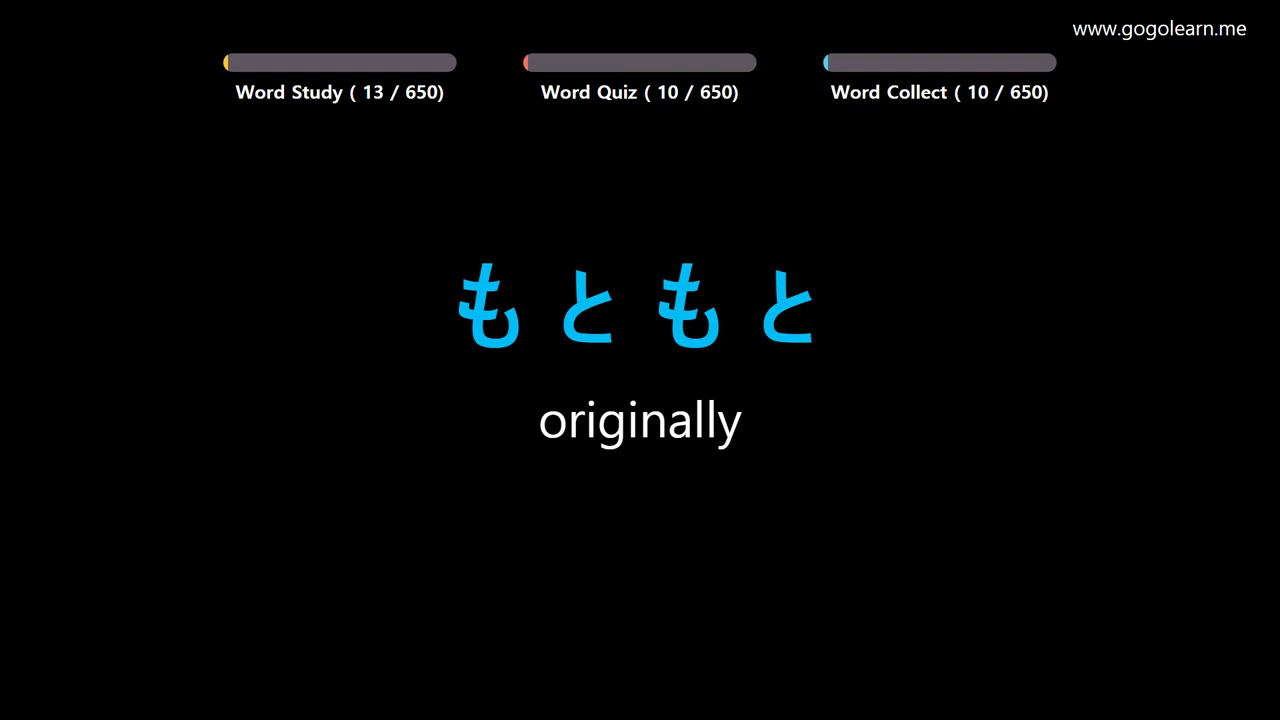 www.gogolearn.me
Word Study ( 13 / 650) Word Quiz ( 10 / 650) Word Collect ( 10 / 650)
もともと
originally